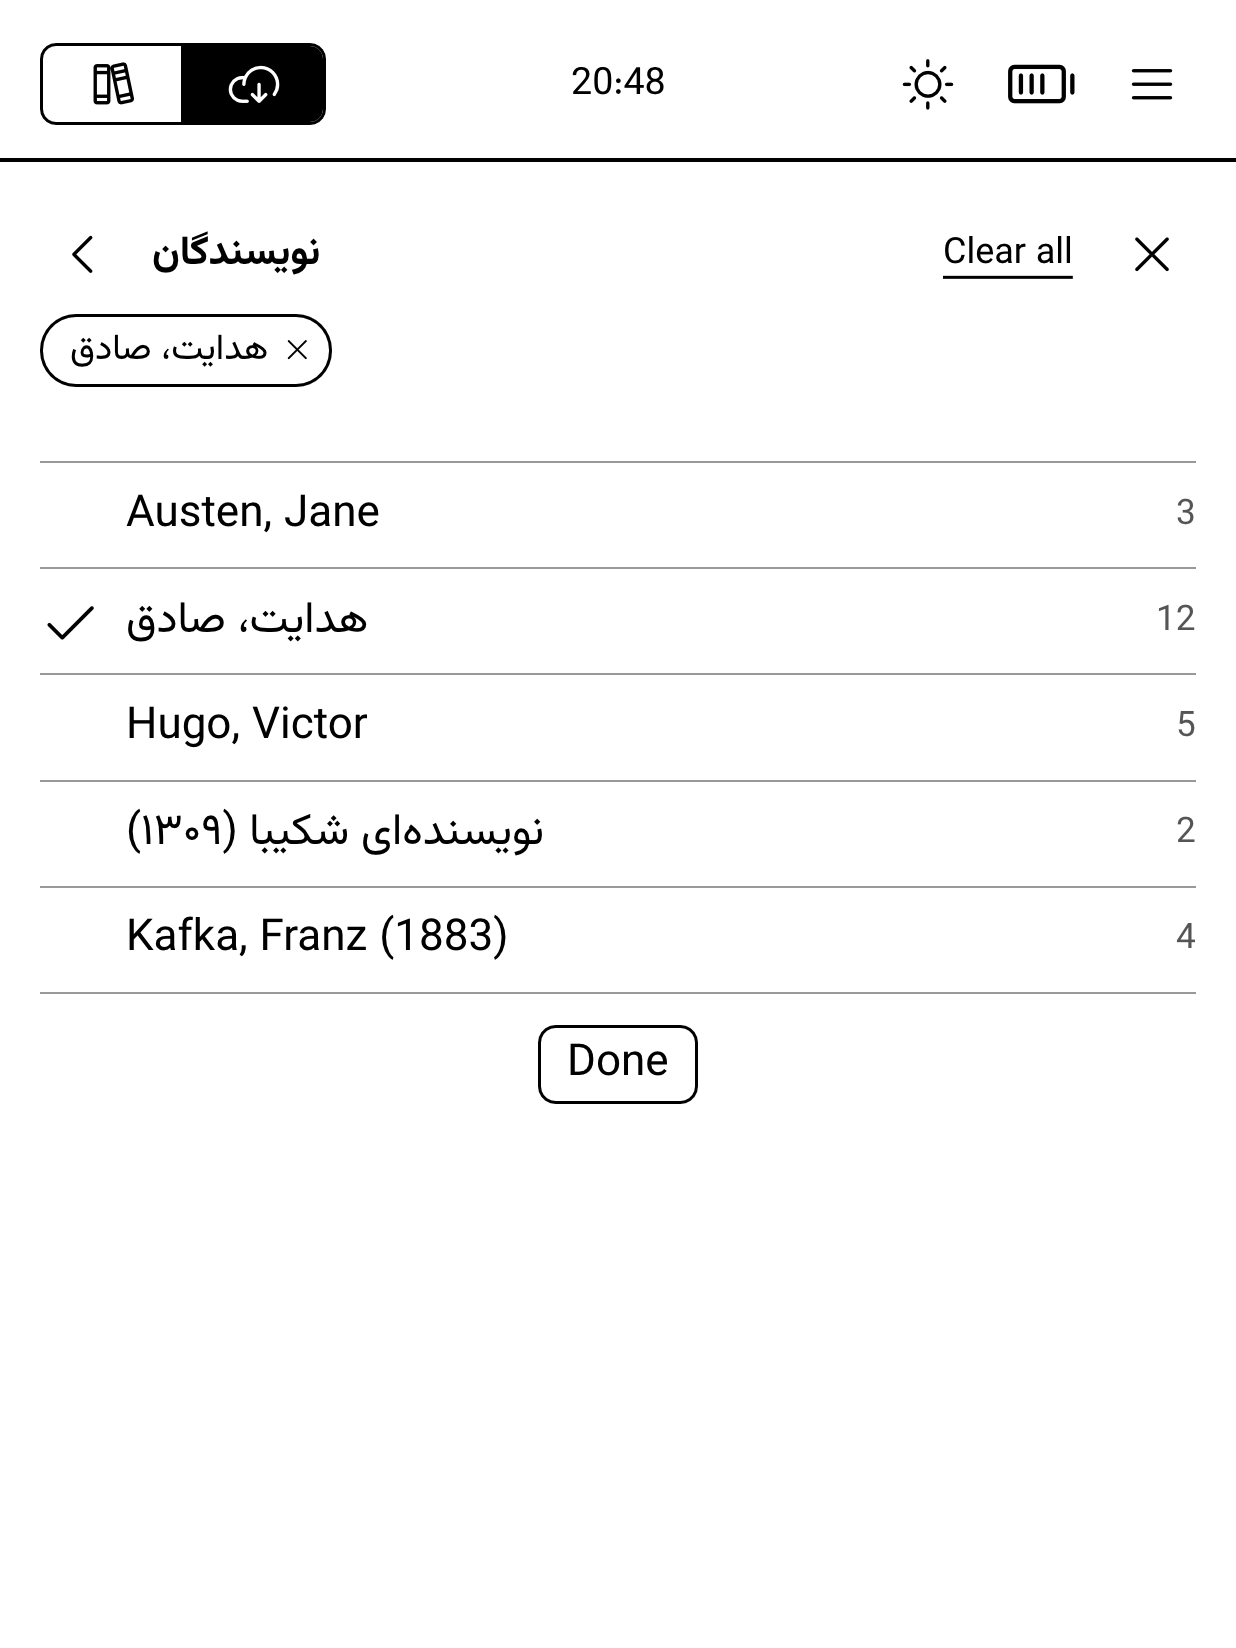 20:48
نویسندگان
Clear all
هدایت، صادق
Austen, Jane 3
هدایت، صادق 12
Hugo, Victor 5
نویسنده‌ای شکیبا (۱۳۰۹) 2
Kafka, Franz (1883) 4
Done